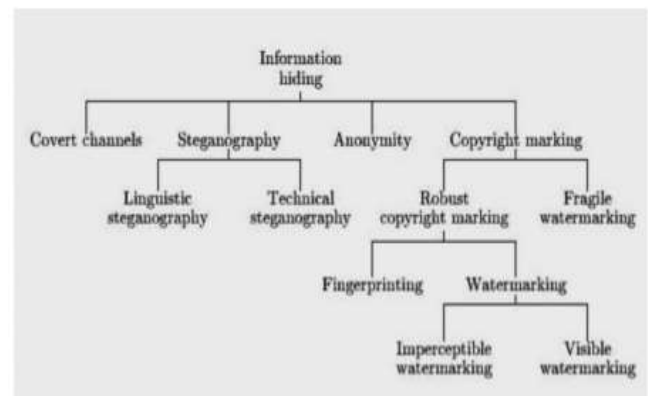 Information
hiding
Covert channels Steganography Anonymity Copyright marking
Linguistic
steganography
Technical
steganography
Robust
copyright marking
Fragile
watermarking
Fingerprinting Watermarking
Imperceptible
watermarking
Visible
watermarking